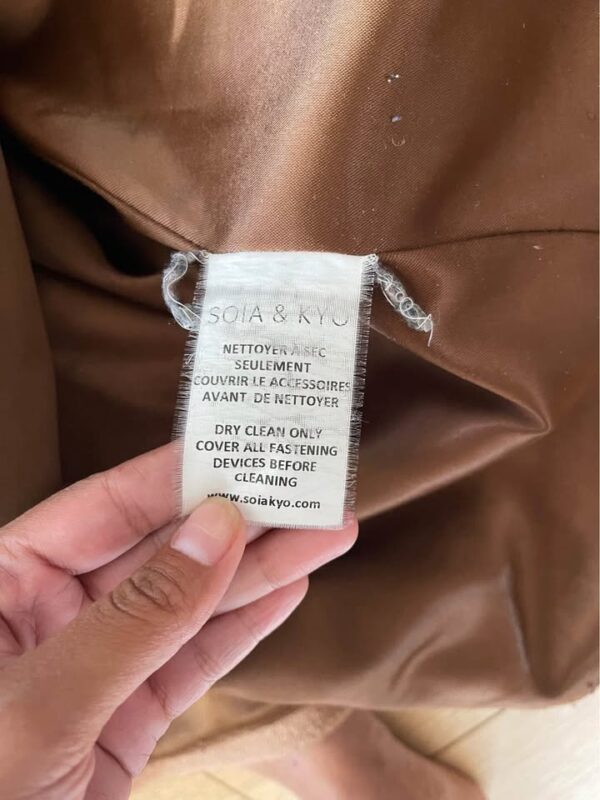 SOIA & KYO
NETTOYER À SEC
SEULEMENT
COUVRIR LE ACCESSOIRES
AVANT DE NETTOYER
DRY CLEAN ONLY
COVER ALL FASTENING
DEVICES BEFORE
CLEANING
www.soiakyo.com